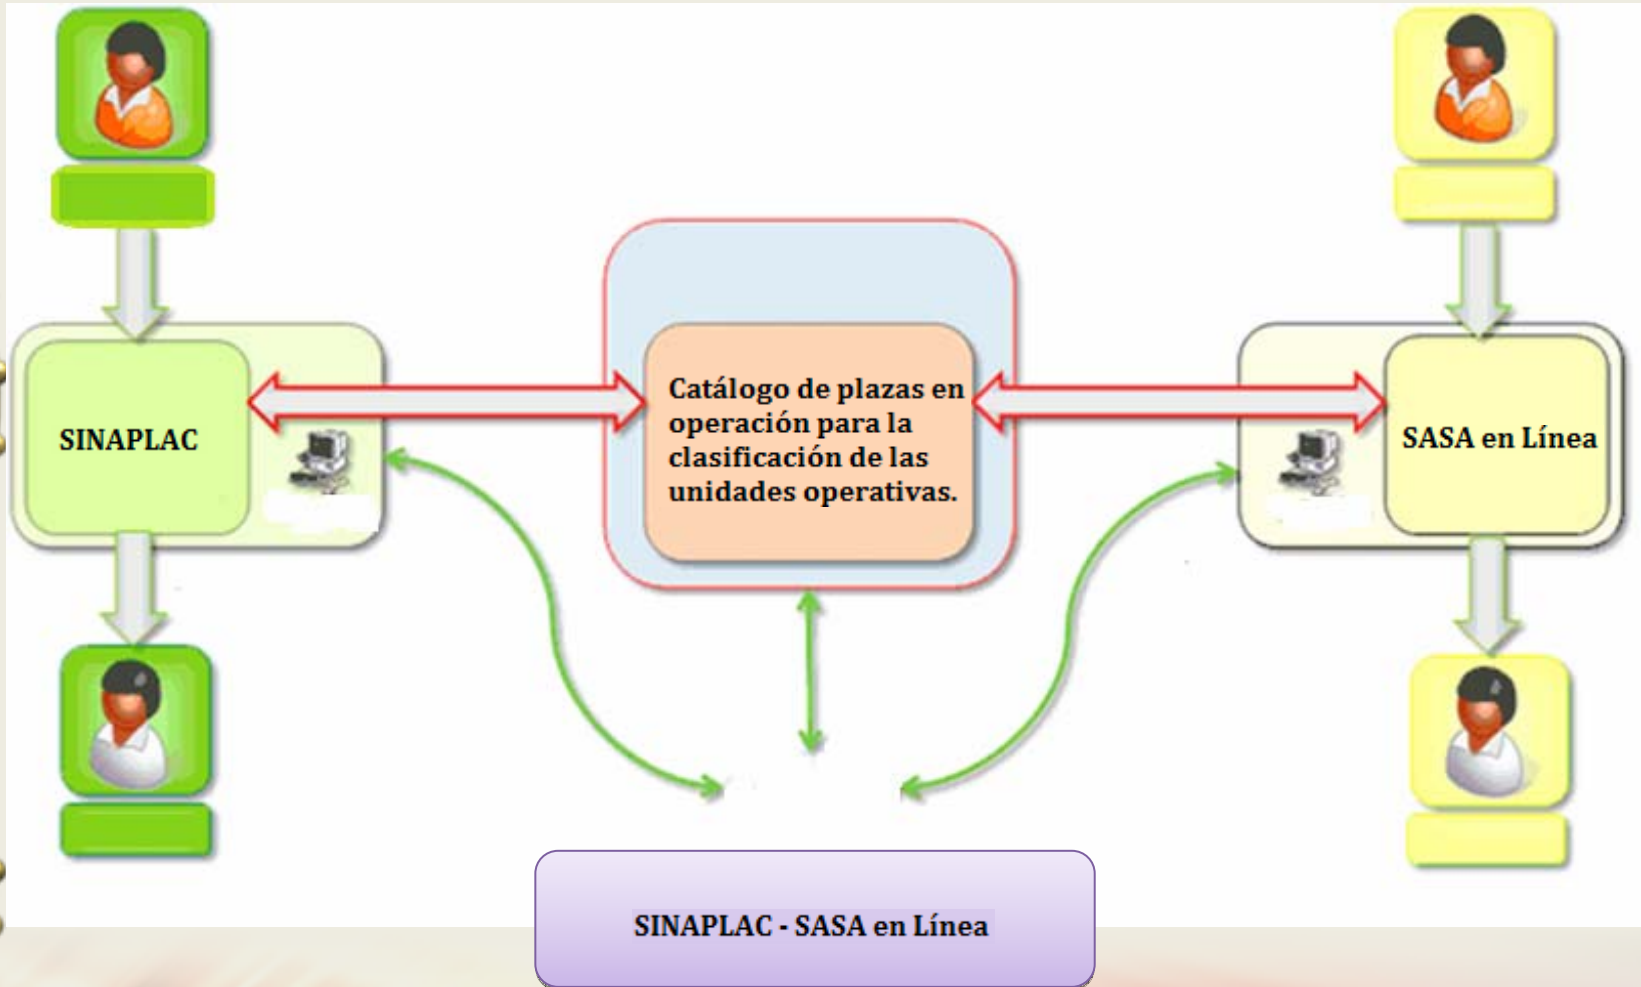 SINAPLAC
Catálogo de plazas en
operación para la
clasificación de las
unidades operativas.
SASA en Línea
SINAPLAC - SASA en Línea